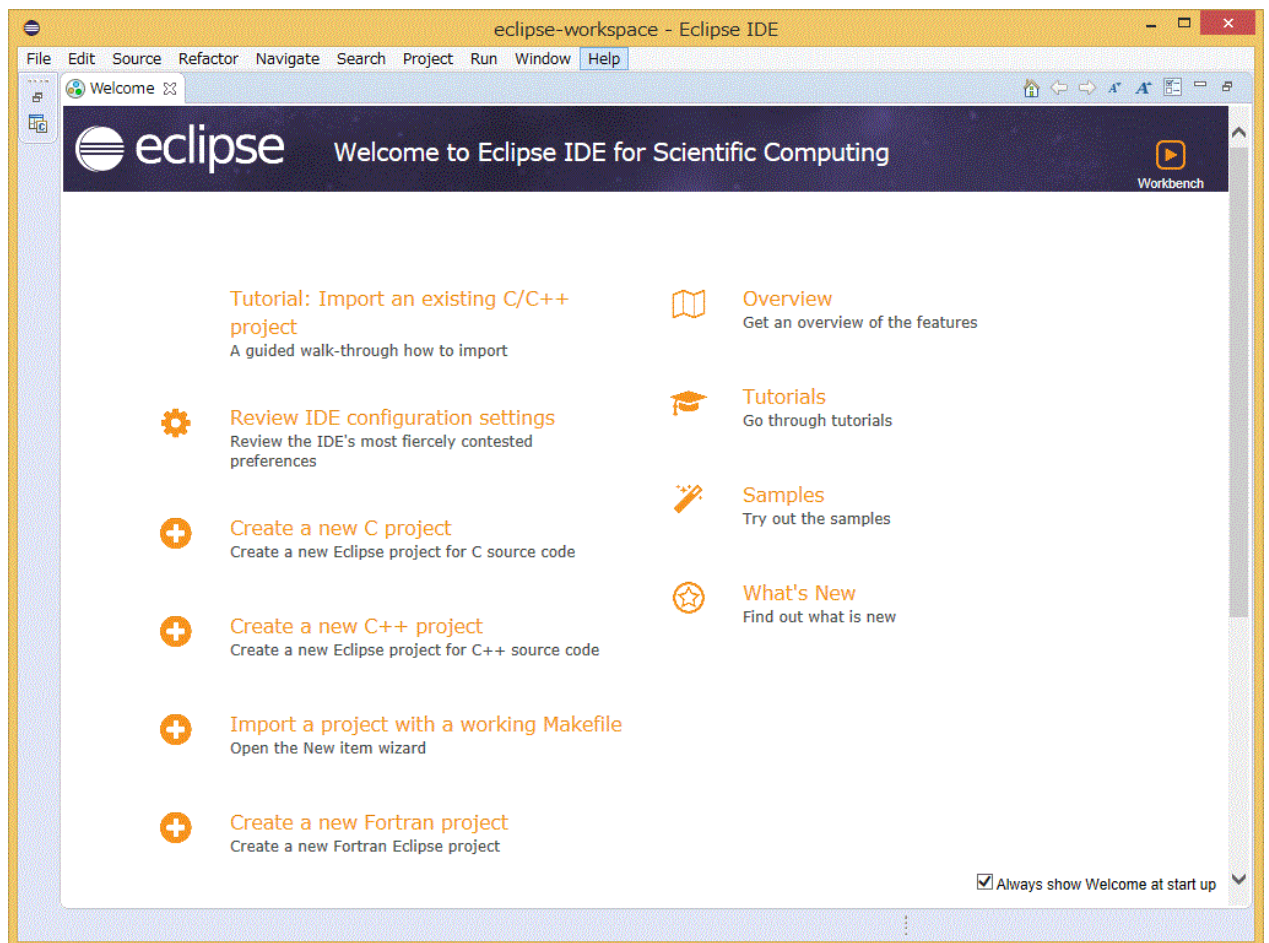 eclipse-workspace - Eclipse IDE
File Edit Source Refactor Navigate Search Project Run Window Help
Welcome
eclipse Welcome to Eclipse IDE for Scientific Computing
Workbench
Tutorial: Import an existing C/C++
project
A guided walk-through how to import
Review IDE configuration settings
Review the IDE's most fiercely contested
preferences
Create a new C project
Create a new Eclipse project for C source code
Create a new C++ project
Create a new Eclipse project for C++ source code
Import a project with a working Makefile
Open the New item wizard
Create a new Fortran project
Create a new Fortran Eclipse project
Overview
Get an overview of the features
Tutorials
Go through tutorials
Samples
Try out the samples
What's New
Find out what is new
Always show Welcome at start up